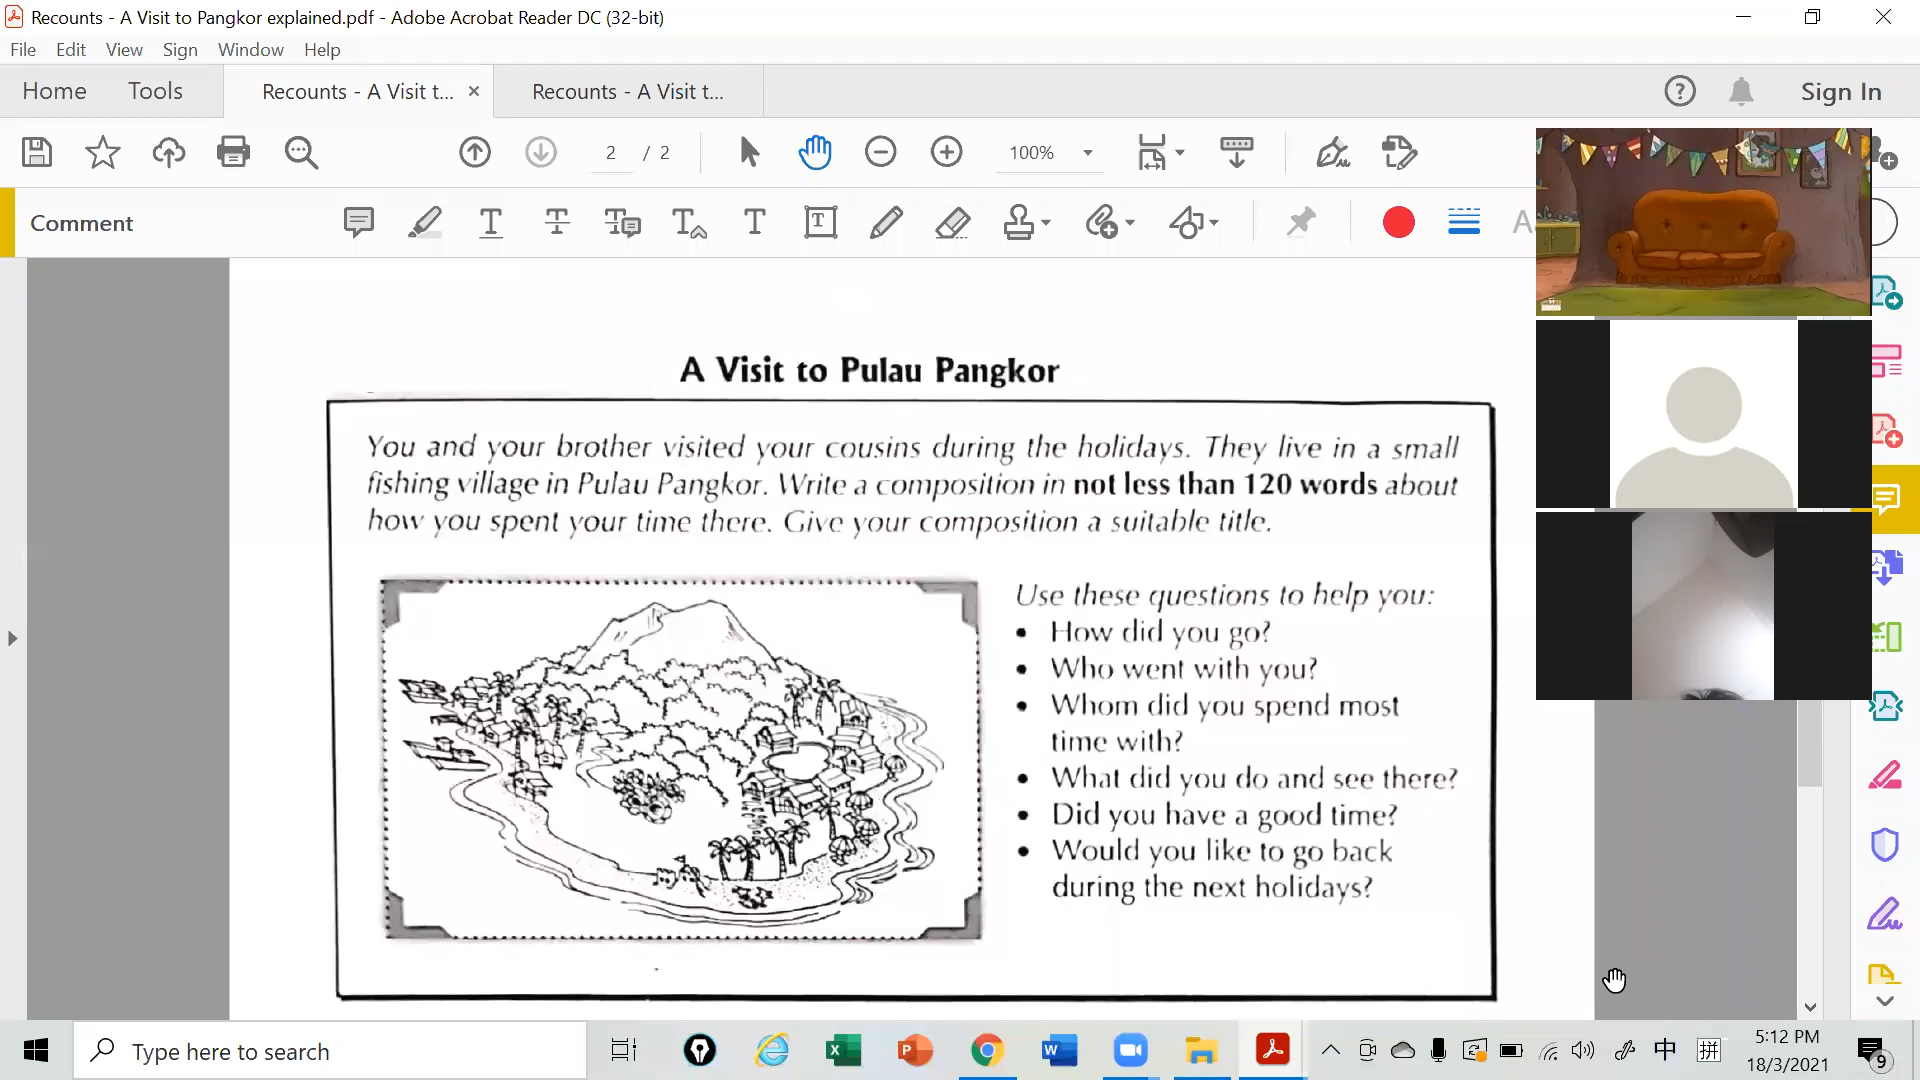 Recounts - A Visit to Pangkor explained.pdf - Adobe Acrobat Reader DC (32-bit)
File Edit View Sign Window Help
Home Tools Recounts - A Visit t... × Recounts - A Visit t... Sign In
2 / 2 100%
Comment
A Visit to Pulau Pangkor
You and your brother visited your cousins during the holidays. They live in a small
fishing village in Pulau Pangkor. Write a composition in not less than 120 words about
how you spent your time there. Give your composition a suitable title.
Use these questions to help you:
• How did you go?
• Who went with you?
• Whom did you spend most
time with?
• What did you do and see there?
• Did you have a good time?
• Would you like to go back
during the next holidays?
Type here to search
中 拼
5:12 PM
18/3/2021
9